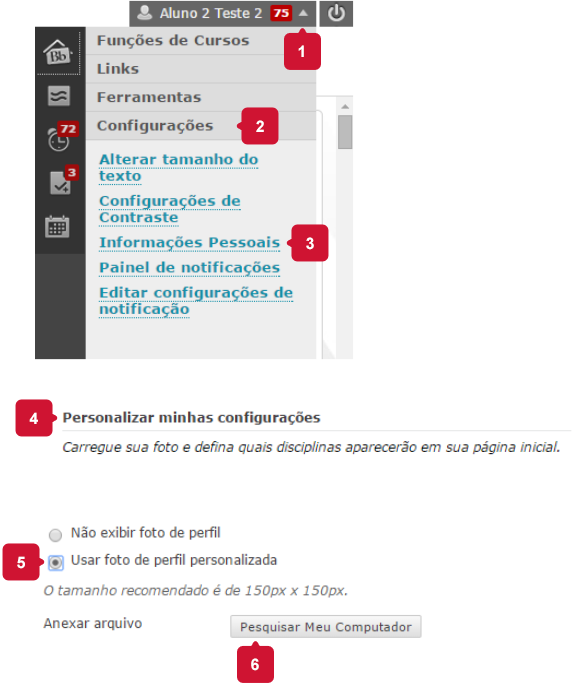 Aluno 2 Teste 2 75
1
Funções de Cursos
Bb
Links
Ferramentas
72
Configurações 2
3
Alterar tamanho do
texto
Configurações de
Contraste
Informações Pessoais 3
Painel de notificações
Editar configurações de
notificação
4 Personalizar minhas configurações
Carregue sua foto e defina quais disciplinas aparecerão em sua página inicial.
Não exibir foto de perfil
5 Usar foto de perfil personalizada
O tamanho recomendado é de 150px x 150px.
Anexar arquivo Pesquisar Meu Computador
6